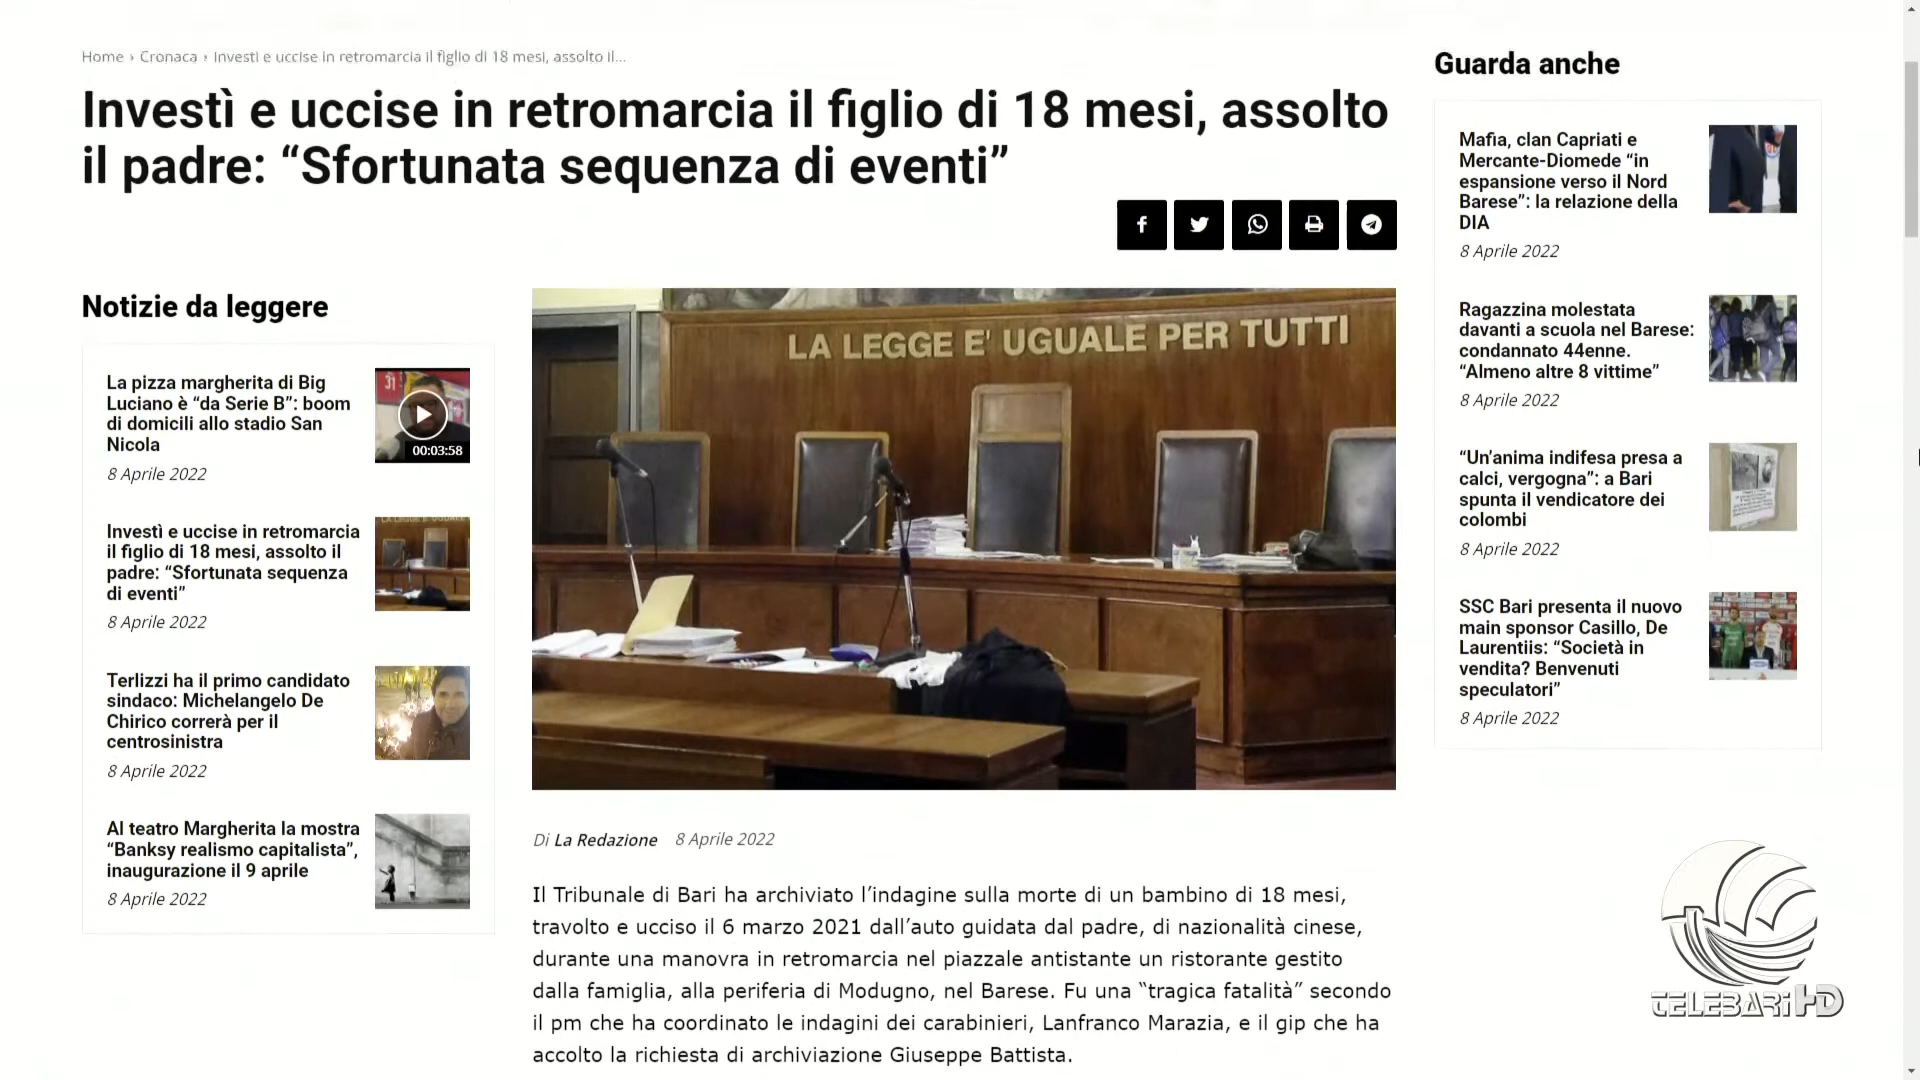 Home › Cronaca › Investì e uccise in retromarcia il figlio di 18 mesi, assolto il...
Investì e uccise in retromarcia il figlio di 18 mesi, assolto
il padre: “Sfortunata sequenza di eventi”
Notizie da leggere
La pizza margherita di Big
Luciano è “da Serie B”: boom
di domicili allo stadio San
Nicola
8 Aprile 2022
31
00:03:58
Investì e uccise in retromarcia
il figlio di 18 mesi, assolto il
padre: “Sfortunata sequenza
di eventi”
8 Aprile 2022
LA LEGGE E' UGUALE
Terlizzi ha il primo candidato
sindaco: Michelangelo De
Chirico correrà per il
centrosinistra
8 Aprile 2022
Al teatro Margherita la mostra
“Banksy realismo capitalista”,
inaugurazione il 9 aprile
8 Aprile 2022
LA LEGGE E' UGUALE PER TUTTI
Di La Redazione 8 Aprile 2022
Il Tribunale di Bari ha archiviato l’indagine sulla morte di un bambino di 18 mesi,
travolto e ucciso il 6 marzo 2021 dall’auto guidata dal padre, di nazionalità cinese,
durante una manovra in retromarcia nel piazzale antistante un ristorante gestito
dalla famiglia, alla periferia di Modugno, nel Barese. Fu una “tragica fatalità” secondo
il pm che ha coordinato le indagini dei carabinieri, Lanfranco Marazia, e il gip che ha
accolto la richiesta di archiviazione Giuseppe Battista.
Guarda anche
Mafia, clan Capriati e
Mercante-Diomede “in
espansione verso il Nord
Barese”: la relazione della
DIA
8 Aprile 2022
Ragazzina molestata
davanti a scuola nel Barese:
condannato 44enne.
“Almeno altre 8 vittime”
8 Aprile 2022
“Un’anima indifesa presa a
calci, vergogna”: a Bari
spunta il vendicatore dei
colombi
8 Aprile 2022
SSC Bari presenta il nuovo
main sponsor Casillo, De
Laurentiis: “Società in
vendita? Benvenuti
speculatori”
8 Aprile 2022
TELEBARI HD